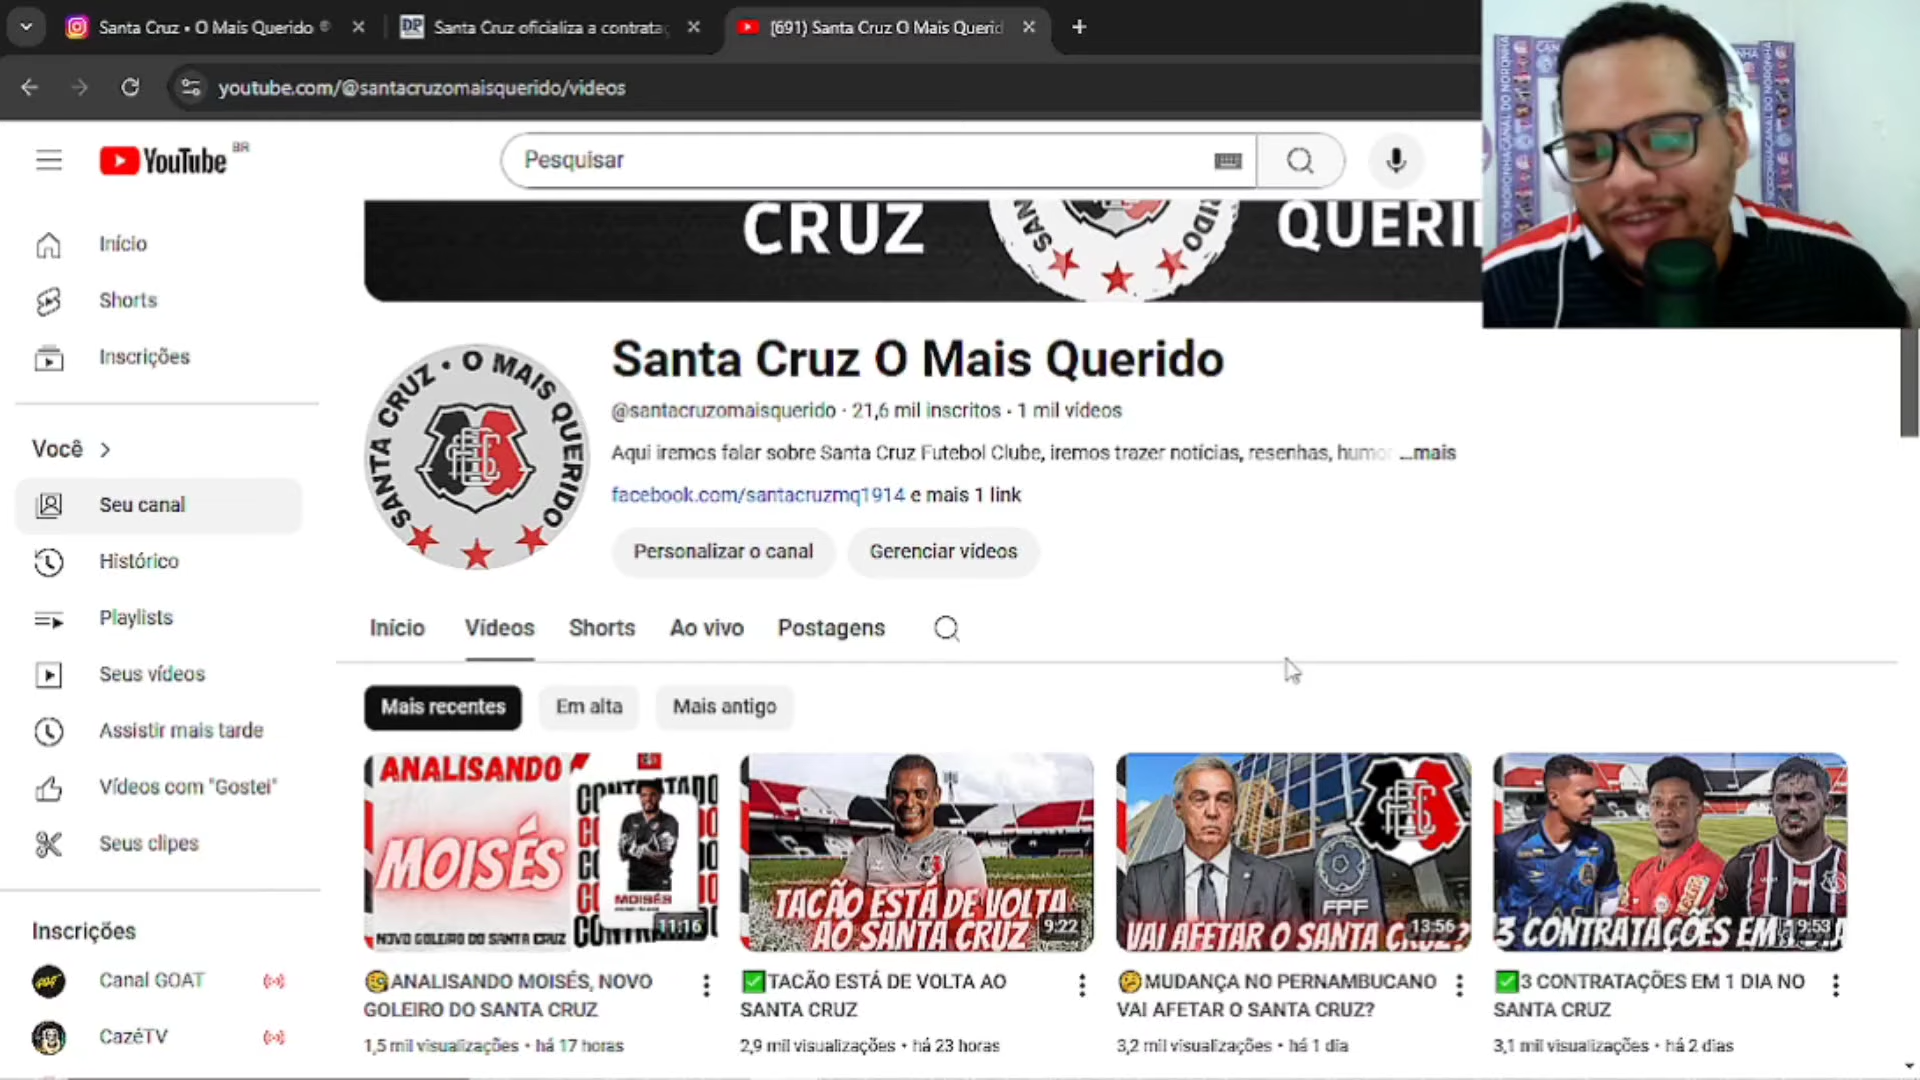 Santa Cruz • O Mais Querido ®
Santa Cruz oficializa a contrata
(691) Santa Cruz O Mais Querid
youtube.com/@santacruzomaisquerido/videos
YouTube BR
Pesquisar
CRUZ
QUERI
Início
Shorts
Inscrições
Você
Seu canal
Histórico
Playlists
Seus vídeos
Assistir mais tarde
Vídeos com "Gostei"
Seus clipes
Inscrições
Canal GOAT
CazéTV
SANTA CRUZ • O MAIS QUERIDO
Santa Cruz O Mais Querido
@santacruzomaisquerido · 21,6 mil inscritos · 1 mil vídeos
Aqui iremos falar sobre Santa Cruz Futebol Clube, iremos trazer notícias, resenhas, humor ...mais
facebook.com/santacruzmq1914 e mais 1 link
Personalizar o canal
Gerenciar vídeos
Início
Vídeos
Shorts
Ao vivo
Postagens
Mais recentes
Em alta
Mais antigo
ANALISANDO
MOISÉS
NOVO GOLEIRO DO SANTA CRUZ
CONTRATADO
MOISÉS
11:16
TACÃO ESTÁ DE VOLTA
AO SANTA CRUZ
9:22
FPF
VAI AFETAR O SANTA CRUZ?
13:56
3 CONTRATAÇÕES EM
9:53
🧐ANALISANDO MOISÉS, NOVO
GOLEIRO DO SANTA CRUZ
1,5 mil visualizações • há 17 horas
✅TACÃO ESTÁ DE VOLTA AO
SANTA CRUZ
2,9 mil visualizações • há 23 horas
🤔MUDANÇA NO PERNAMBUCANO
VAI AFETAR O SANTA CRUZ?
3,2 mil visualizações • há 1 dia
✅3 CONTRATAÇÕES EM 1 DIA NO
SANTA CRUZ
3,1 mil visualizações • há 2 dias